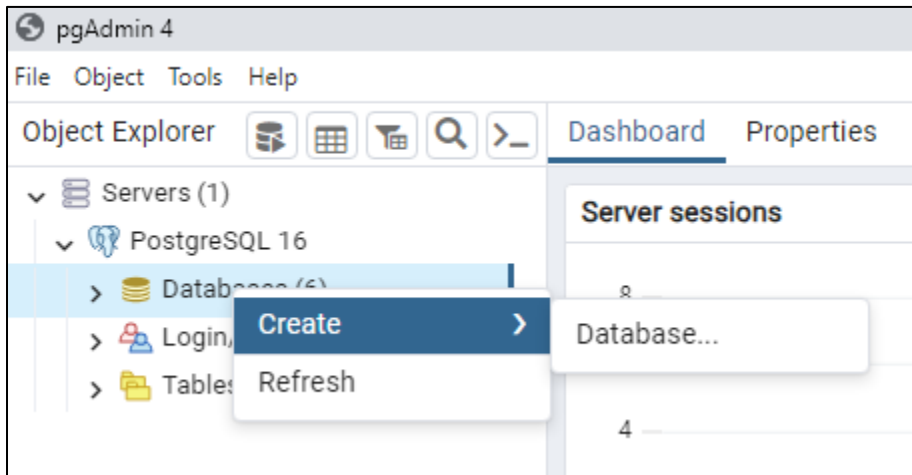 pgAdmin 4
File Object Tools Help
Object Explorer
Dashboard Properties
Servers (1)
Server sessions
PostgreSQL 16
Create
Database...
Refresh
4